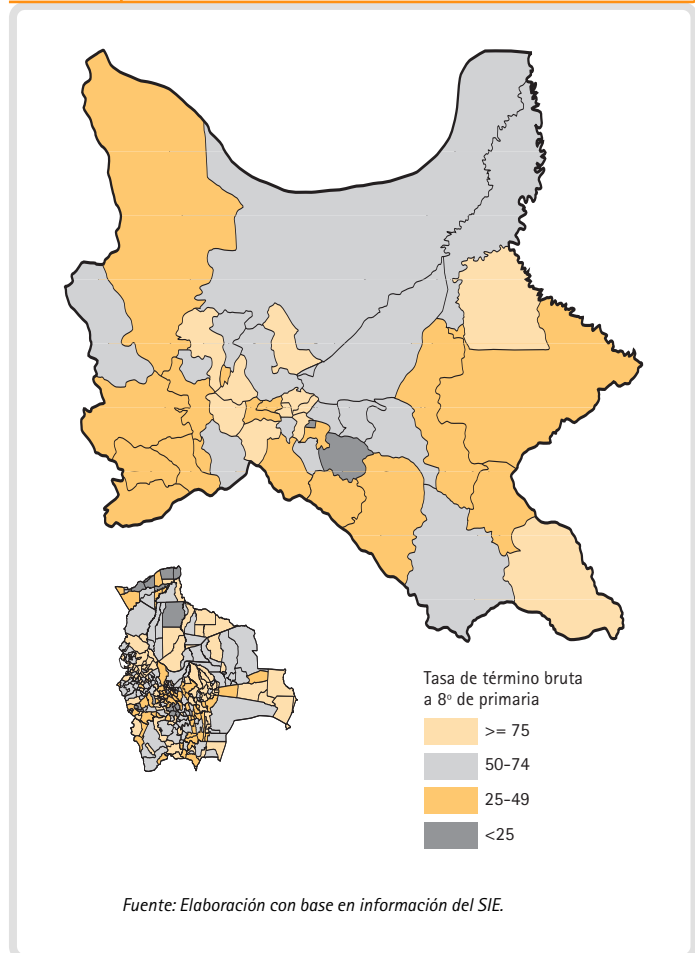 Tasa de término bruta
a 8º de primaria
>= 75
50-74
25-49
<25
Fuente: Elaboración con base en información del SIE.